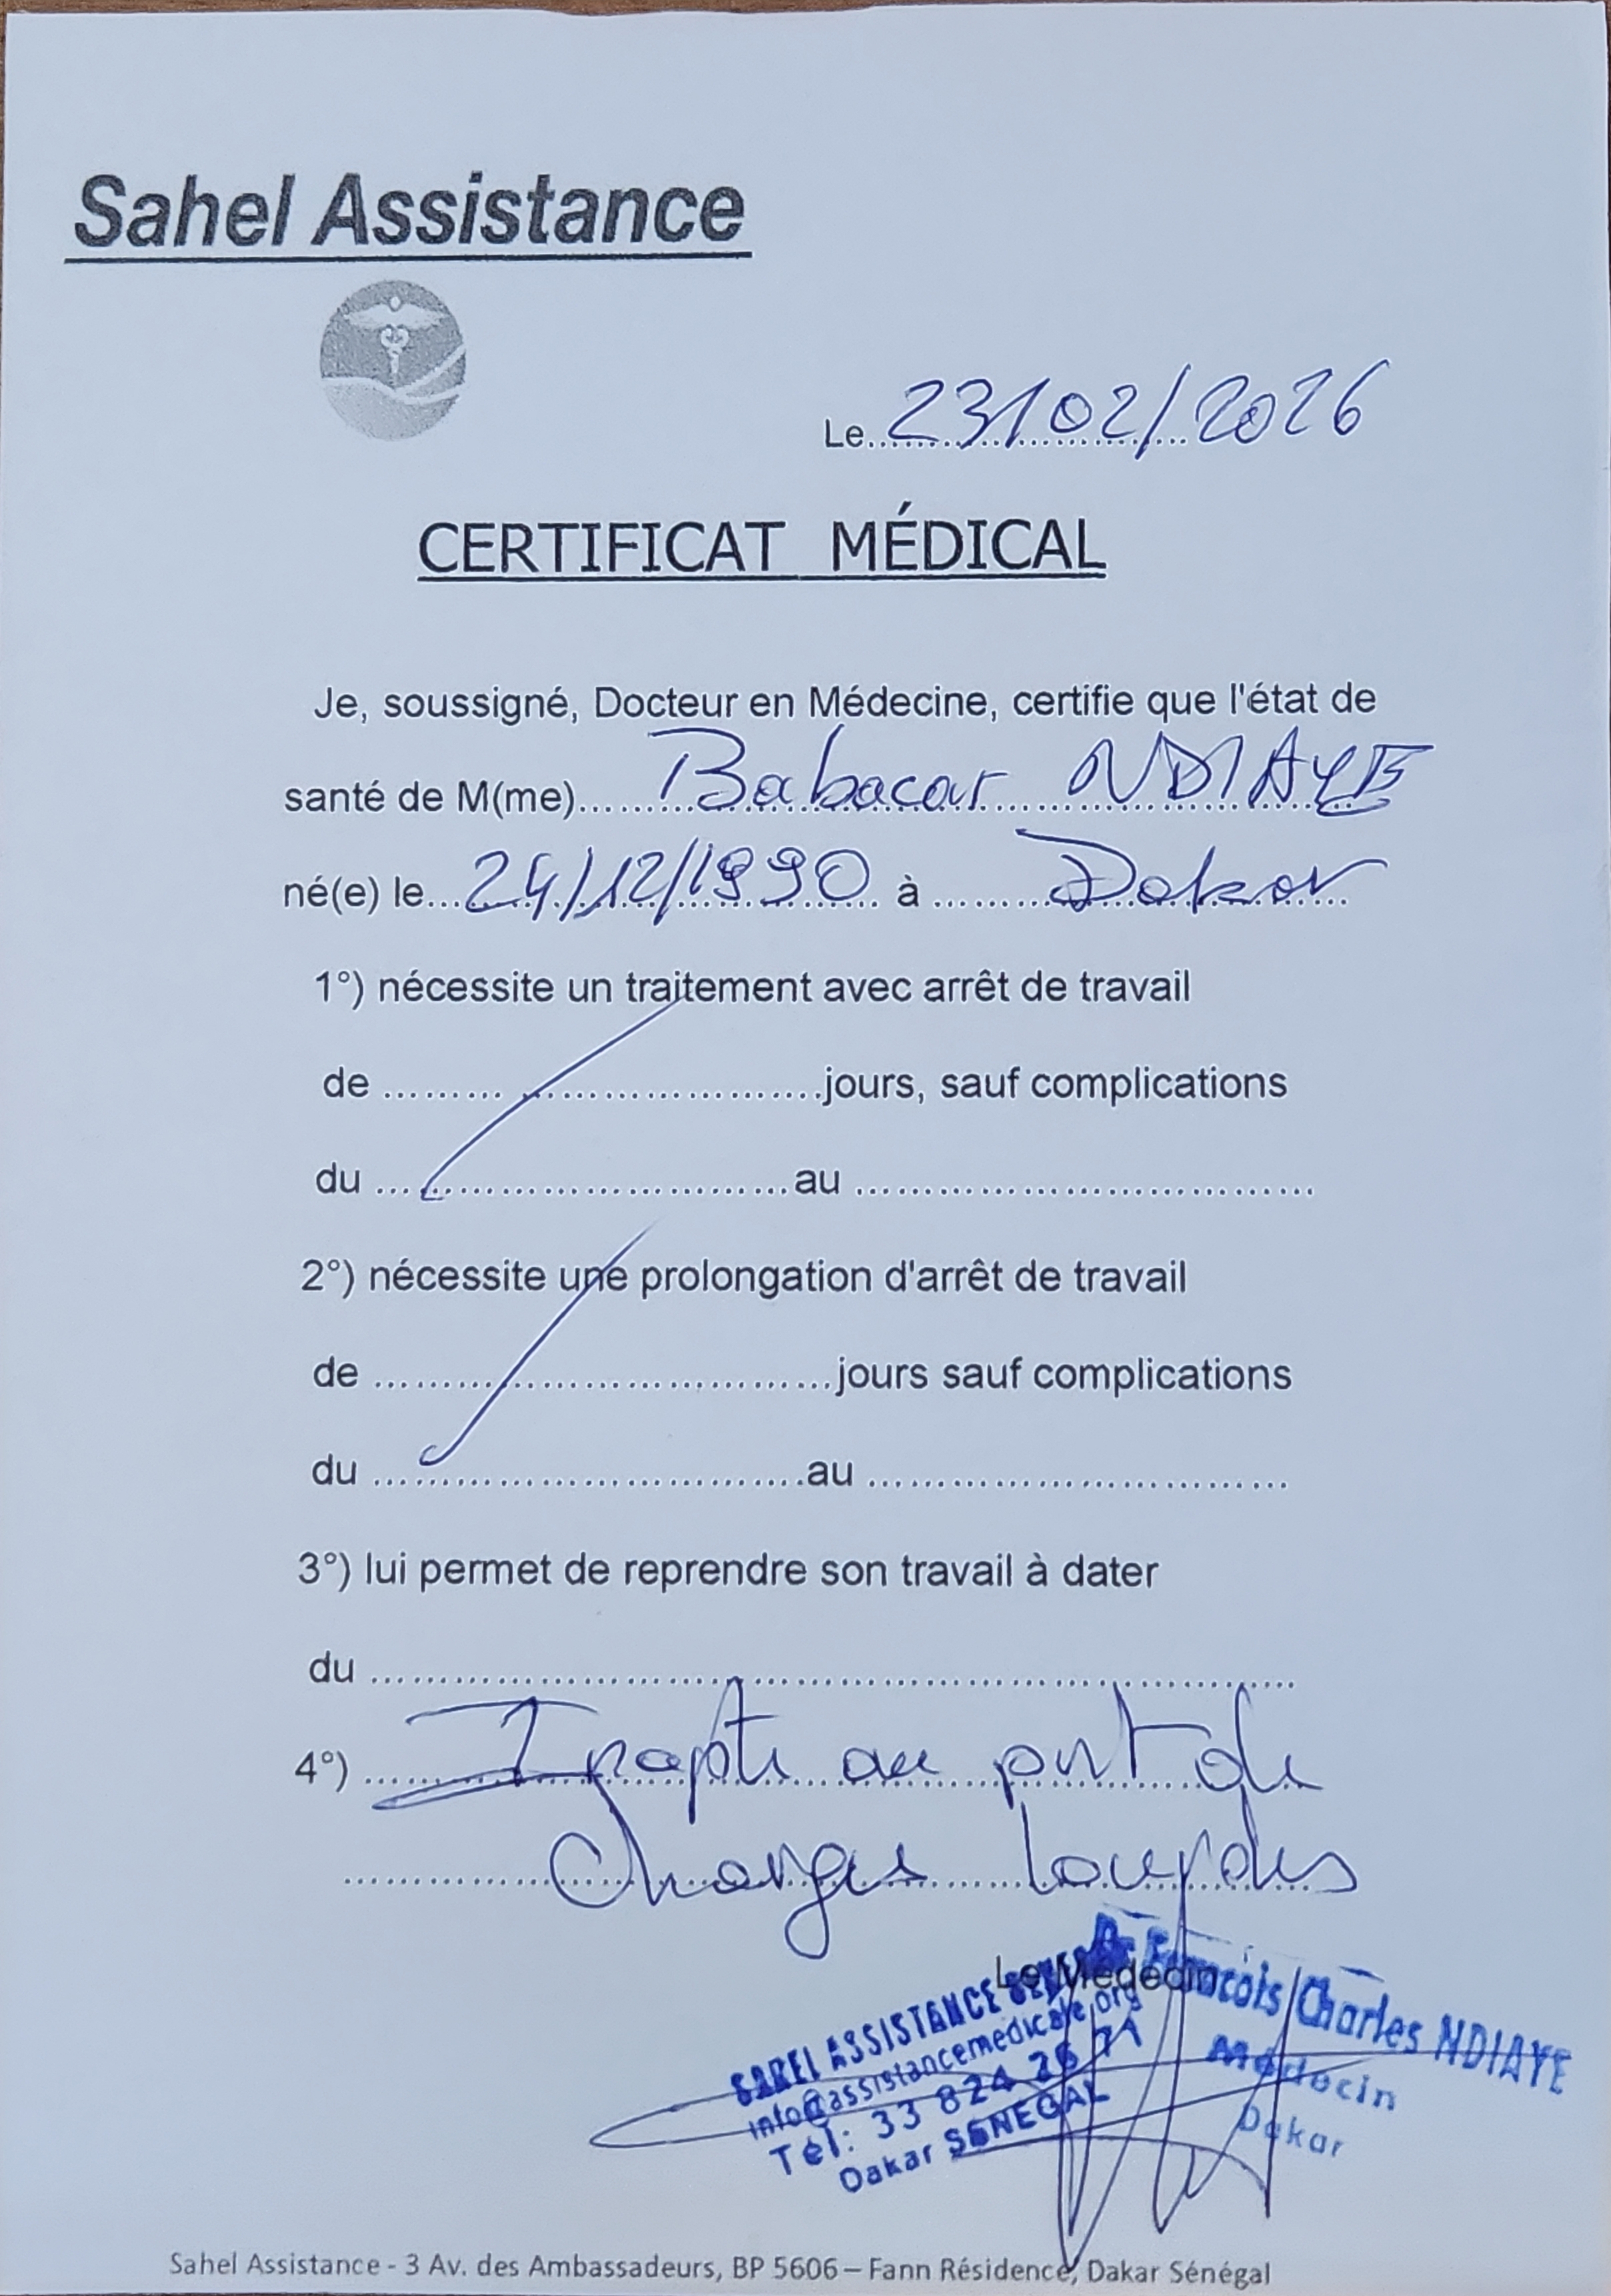 Sahel Assistance
Le..23/02/2026
CERTIFICAT MÉDICAL
Je, soussigné, Docteur en Médecine, certifie que l'état de
santé de M(me)......Babacar NDIAYE
né(e) le...24/12/1990 à ........Dakar
1°) nécessite un traitement avec arrêt de travail
de ..............................jours, sauf complications
du ..............................au ..............................
2°) nécessite une prolongation d'arrêt de travail
de ..............................jours sauf complications
du ..............................au ..............................
3°) lui permet de reprendre son travail à dater
du ............................................................
4°) ....Inapte au port de
..............charges lourdes
Le Médecin
SAHEL ASSISTANCE
info@assistancemedicale.org
Tél: 33 824 26 71
Dakar SENEGAL
Dr François Charles NDIAYE
Médecin
Dakar
Sahel Assistance - 3 Av. des Ambassadeurs, BP 5606 – Fann Résidence, Dakar Sénégal